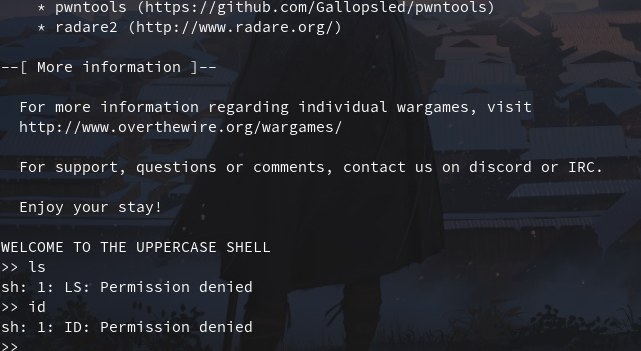 * pwntools (https://github.com/Gallopsled/pwntools)
* radare2 (http://www.radare.org/)
--[ More information ]--
For more information regarding individual wargames, visit
http://www.overthewire.org/wargames/
For support, questions or comments, contact us on discord or IRC.
Enjoy your stay!
WELCOME TO THE UPPERCASE SHELL
>> ls
sh: 1: LS: Permission denied
>> id
sh: 1: ID: Permission denied
>>